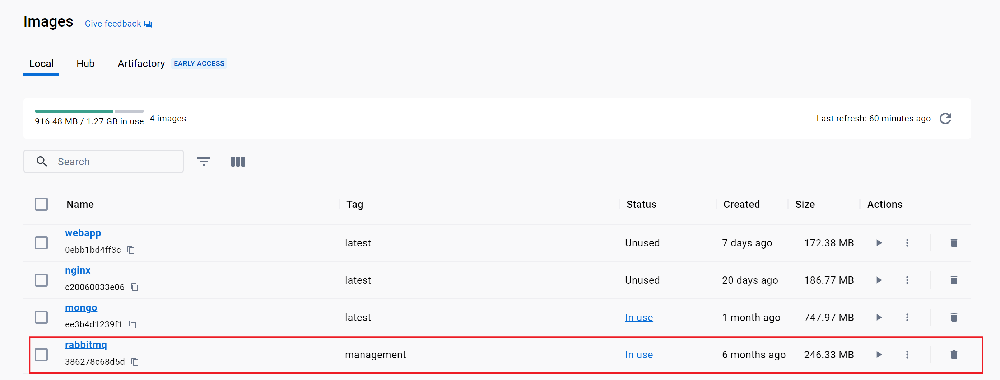 Images Give feedback
Local Hub Artifactory EARLY ACCESS
916.48 MB / 1.27 GB in use 4 images Last refresh: 60 minutes ago
Search
Name Tag Status Created Size Actions
webapp
0ebb1bd4ff3c latest Unused 7 days ago 172.38 MB
nginx
c20060033e06 latest Unused 20 days ago 186.77 MB
mongo
ee3b4d1239f1 latest In use 1 month ago 747.97 MB
rabbitmq
386278c68d5d management In use 6 months ago 246.33 MB